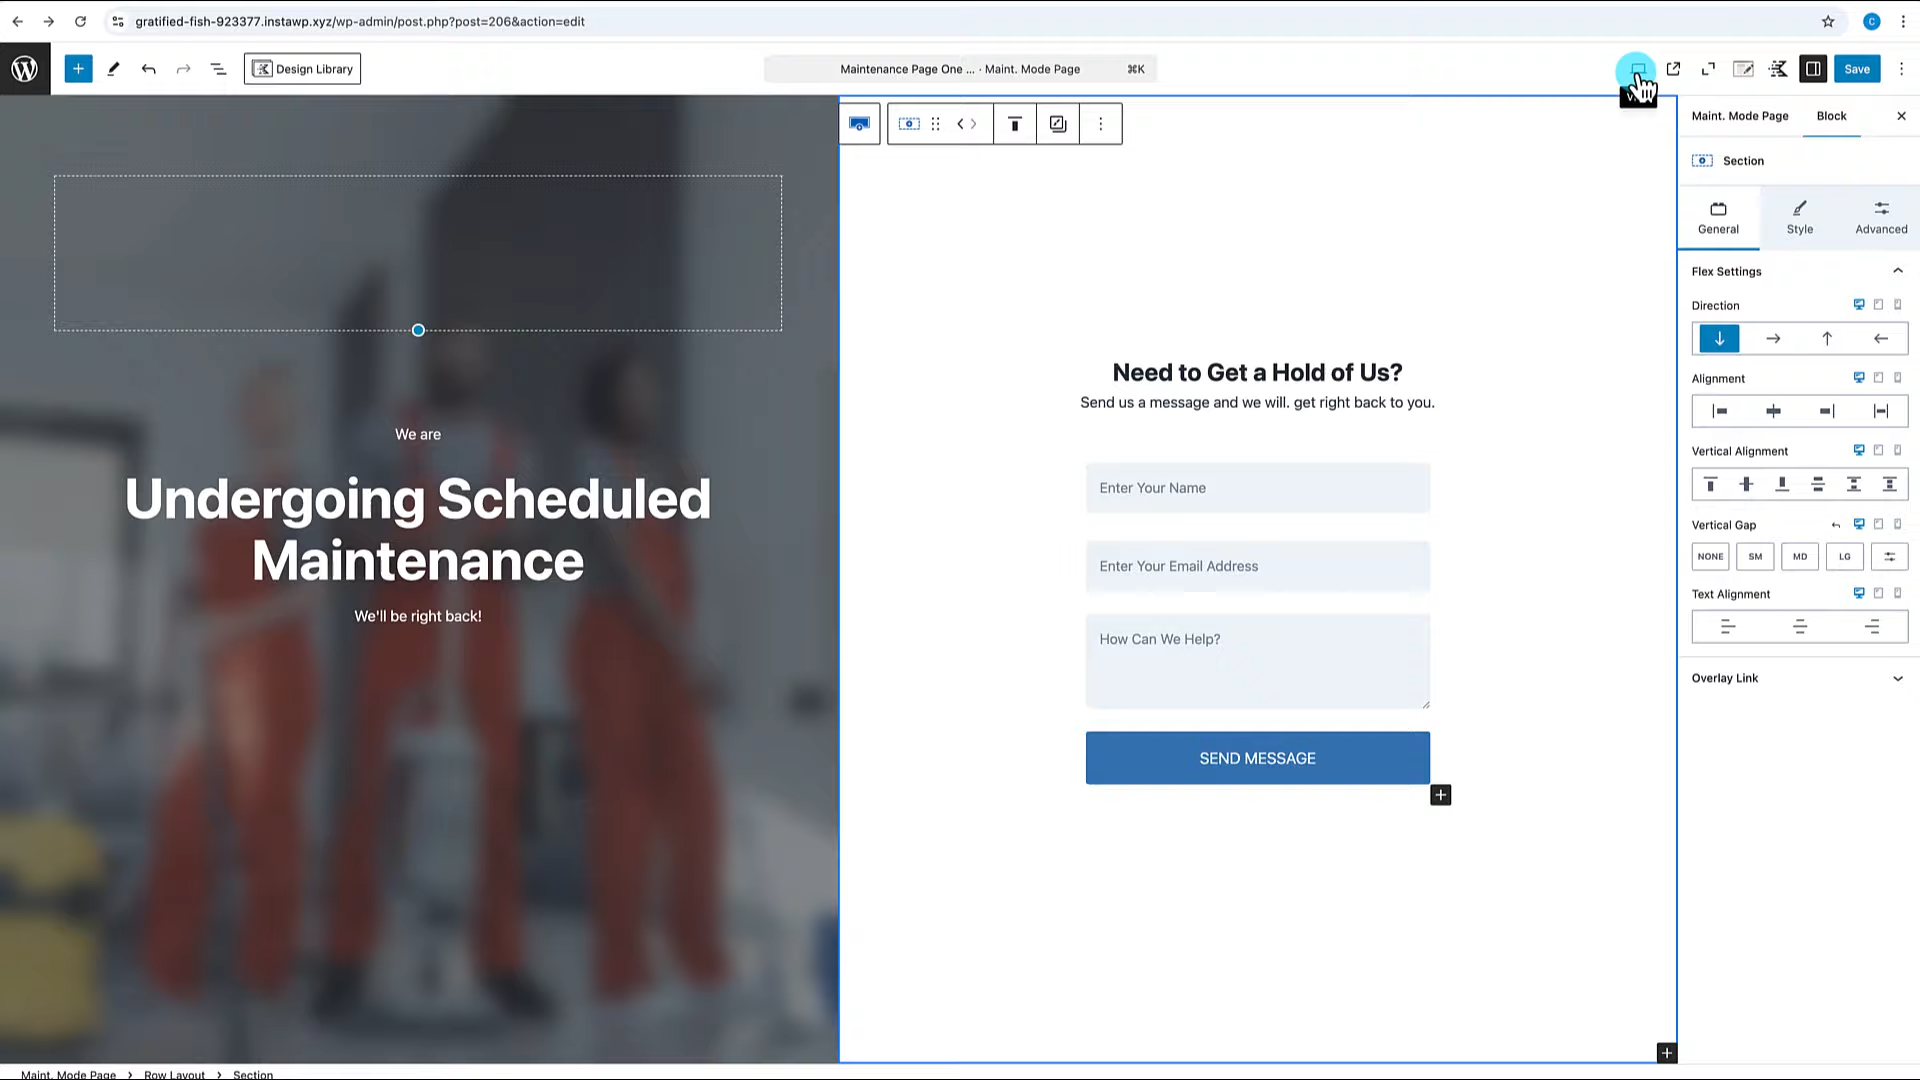 gratified-fish-923377.instawp.xyz/wp-admin/post.php?post=206&action=edit
C
Design Library
Maintenance Page One ... · Maint. Mode Page
⌘K
Save
Maint. Mode Page
Block
Section
General
Style
Advanced
Flex Settings
Direction
Alignment
Vertical Alignment
Vertical Gap
NONE
SM
MD
LG
Text Alignment
Overlay Link
We are
Undergoing Scheduled
Maintenance
We'll be right back!
Need to Get a Hold of Us?
Send us a message and we will. get right back to you.
Enter Your Name
Enter Your Email Address
How Can We Help?
SEND MESSAGE
Maint. Mode Page > Row Layout > Section